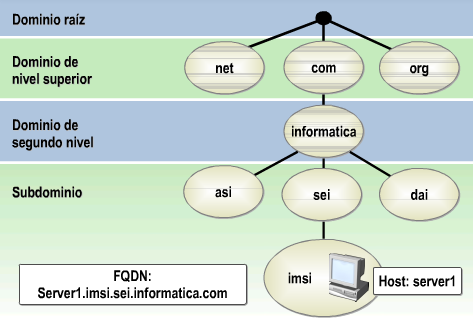 Dominio raíz
Dominio de
nivel superior
net
com
org
Dominio de
segundo nivel
informatica
Subdominio
asi
sei
dai
imsi
Host: server1
FQDN:
Server1.imsi.sei.informatica.com